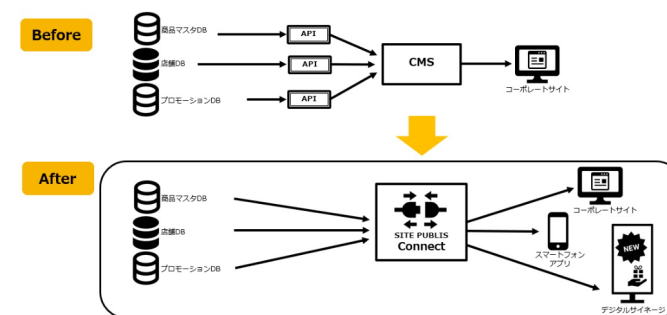 Before
商品マスタDB
API
店舗DB
API
CMS
プロモーションDB
API
コーポレートサイト
After
商品マスタDB
店舗DB
プロモーションDB
SITE PUBLIS
Connect
コーポレートサイト
スマートフォン
アプリ
NEW
デジタルサイネージ